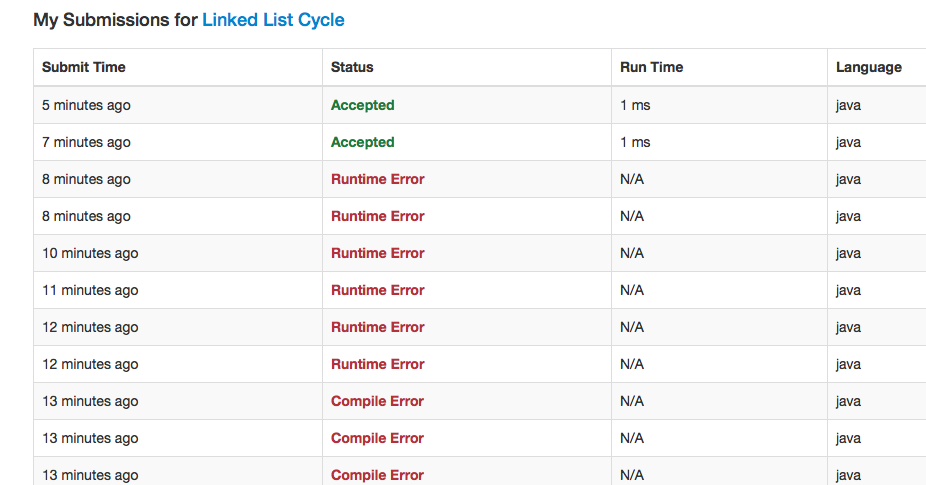 My Submissions for Linked List Cycle
Submit Time Status Run Time Language
5 minutes ago Accepted 1 ms java
7 minutes ago Accepted 1 ms java
8 minutes ago Runtime Error N/A java
8 minutes ago Runtime Error N/A java
10 minutes ago Runtime Error N/A java
11 minutes ago Runtime Error N/A java
12 minutes ago Runtime Error N/A java
12 minutes ago Runtime Error N/A java
13 minutes ago Compile Error N/A java
13 minutes ago Compile Error N/A java
13 minutes ago Compile Error N/A java